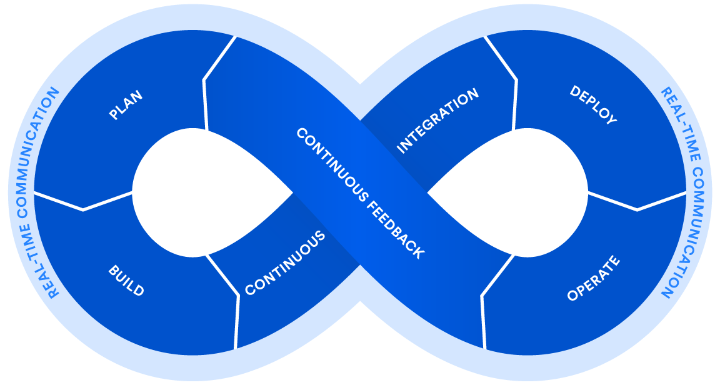 REAL-TIME COMMUNICATION
PLAN
BUILD
CONTINUOUS INTEGRATION
DEPLOY
OPERATE
CONTINUOUS FEEDBACK
REAL-TIME COMMUNICATION